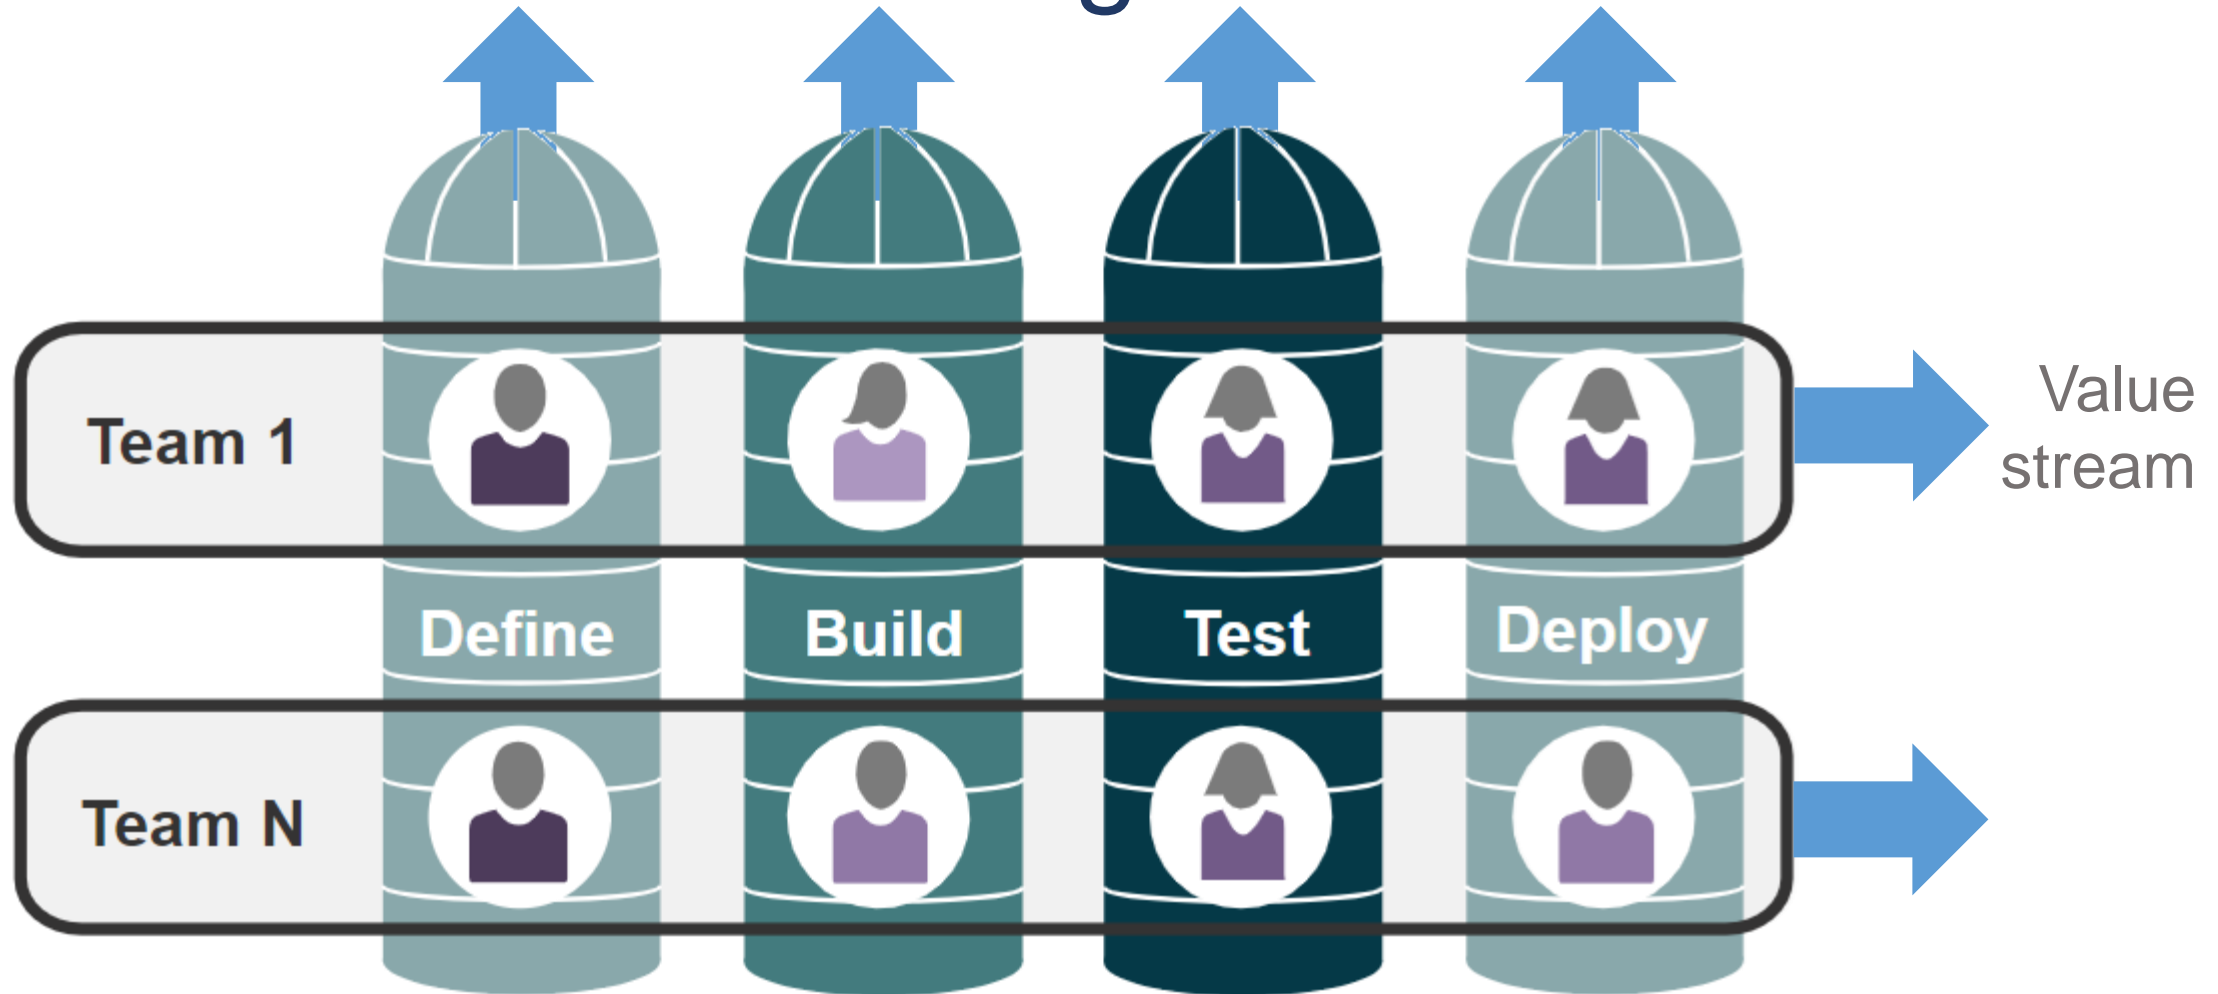 Team 1
Value
stream
Define
Build
Test
Deploy
Team N